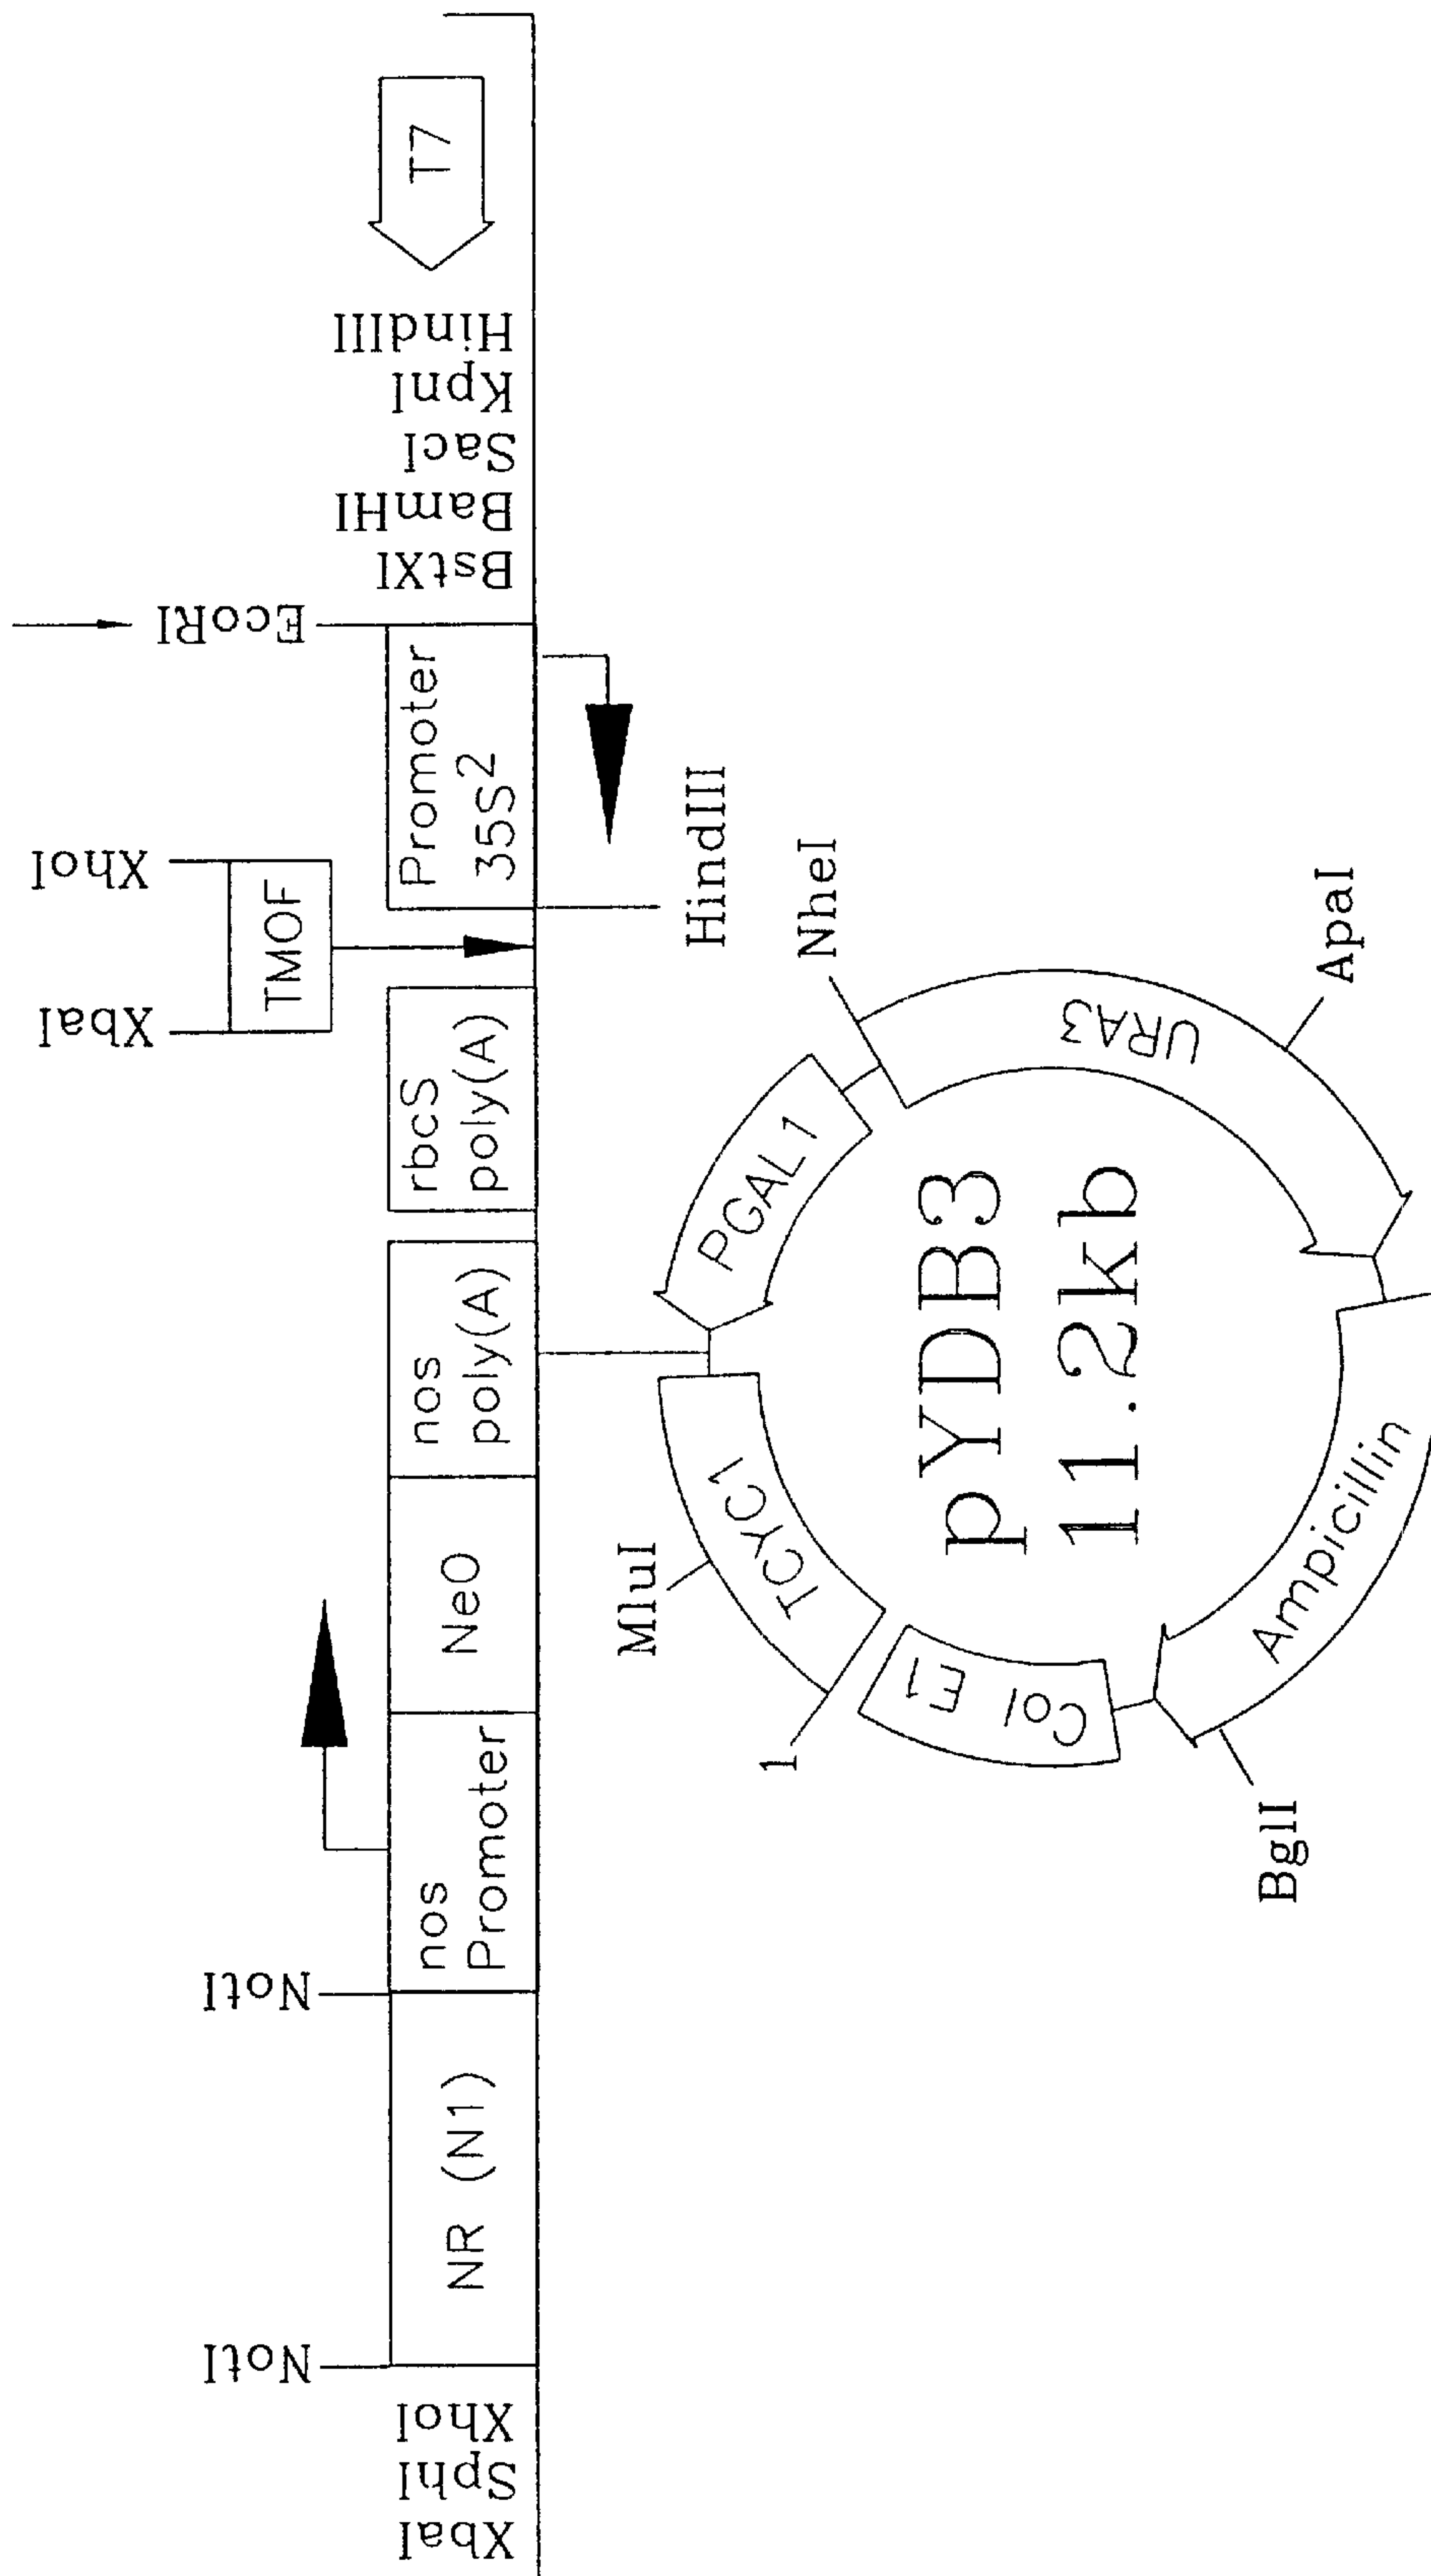 T7
HindIII
KpnI
SacI
BamHI
BstXI
EcoRI
Promoter
35S2
HindIII
XhoI
TMOF
XbaI
rbcS
poly(A)
nos
poly(A)
NeO
nos
Promoter
NotI
NR (N1)
NotI
XhoI
SphI
XbaI
NheI
URA3
ApaI
PGAL1
pYDB3
11.2kb
TCYC1
MluI
1
Col E1
Ampicillin
BglI